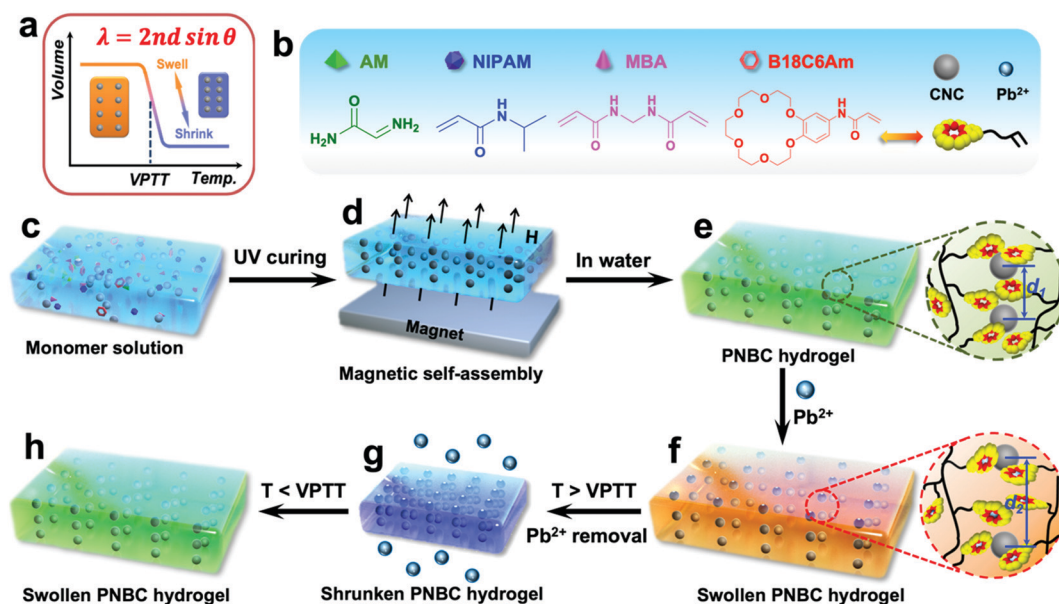 a
λ = 2nd sin θ
Volume
Swell
Shrink
VPTT
Temp.
b
AM
NIPAM
MBA
B18C6Am
CNC
Pb²⁺
H₂N
O
NH₂
O
N
H
H
N
H
N
O
O
O
O
O
O
O
O
H
N
O
c
Monomer solution
UV curing
d
H
Magnet
Magnetic self-assembly
In water
e
d₁
PNBC hydrogel
Pb²⁺
f
d₂
Swollen PNBC hydrogel
T > VPTT
Pb²⁺ removal
g
Shrunken PNBC hydrogel
T < VPTT
h
Swollen PNBC hydrogel